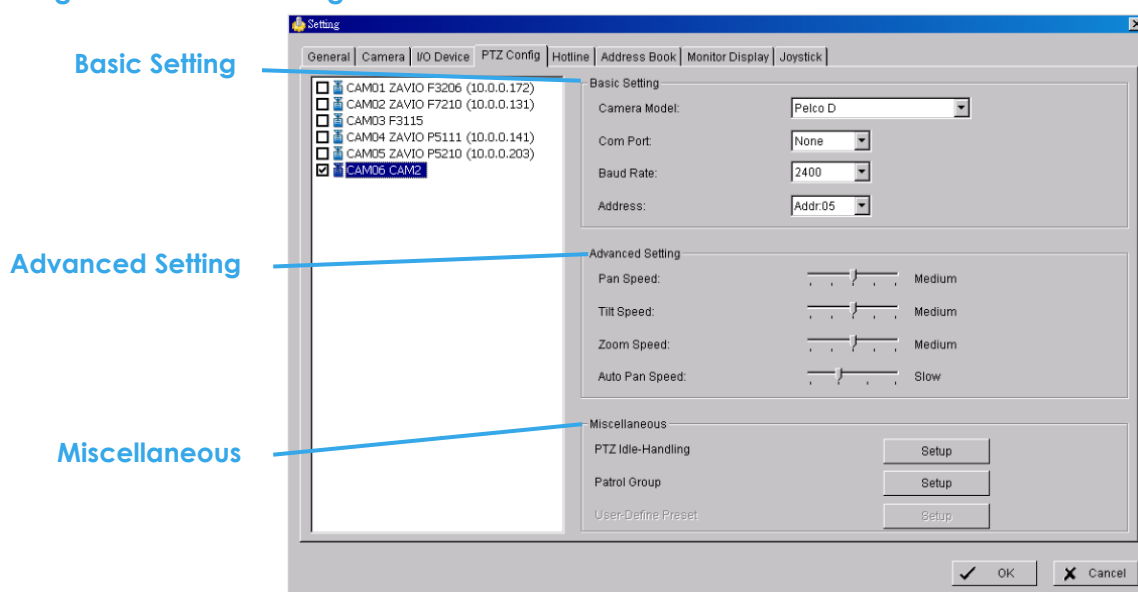 Setting
General Camera I/O Device PTZ Config Hotline Address Book Monitor Display Joystick
Basic Setting
CAM01 ZAVIO F3206 (10.0.0.172)
CAM02 ZAVIO F7210 (10.0.0.131)
CAM03 F3115
CAM04 ZAVIO P5111 (10.0.0.141)
CAM05 ZAVIO P5210 (10.0.0.203)
CAM06 CAM2
Basic Setting
Camera Model: Pelco D
Com Port: None
Baud Rate: 2400
Address: Addr:05
Advanced Setting
Advanced Setting
Pan Speed: Medium
Tilt Speed: Medium
Zoom Speed: Medium
Auto Pan Speed: Slow
Miscellaneous
Miscellaneous
PTZ Idle-Handling Setup
Patrol Group Setup
User-Define Preset Setup
OK Cancel